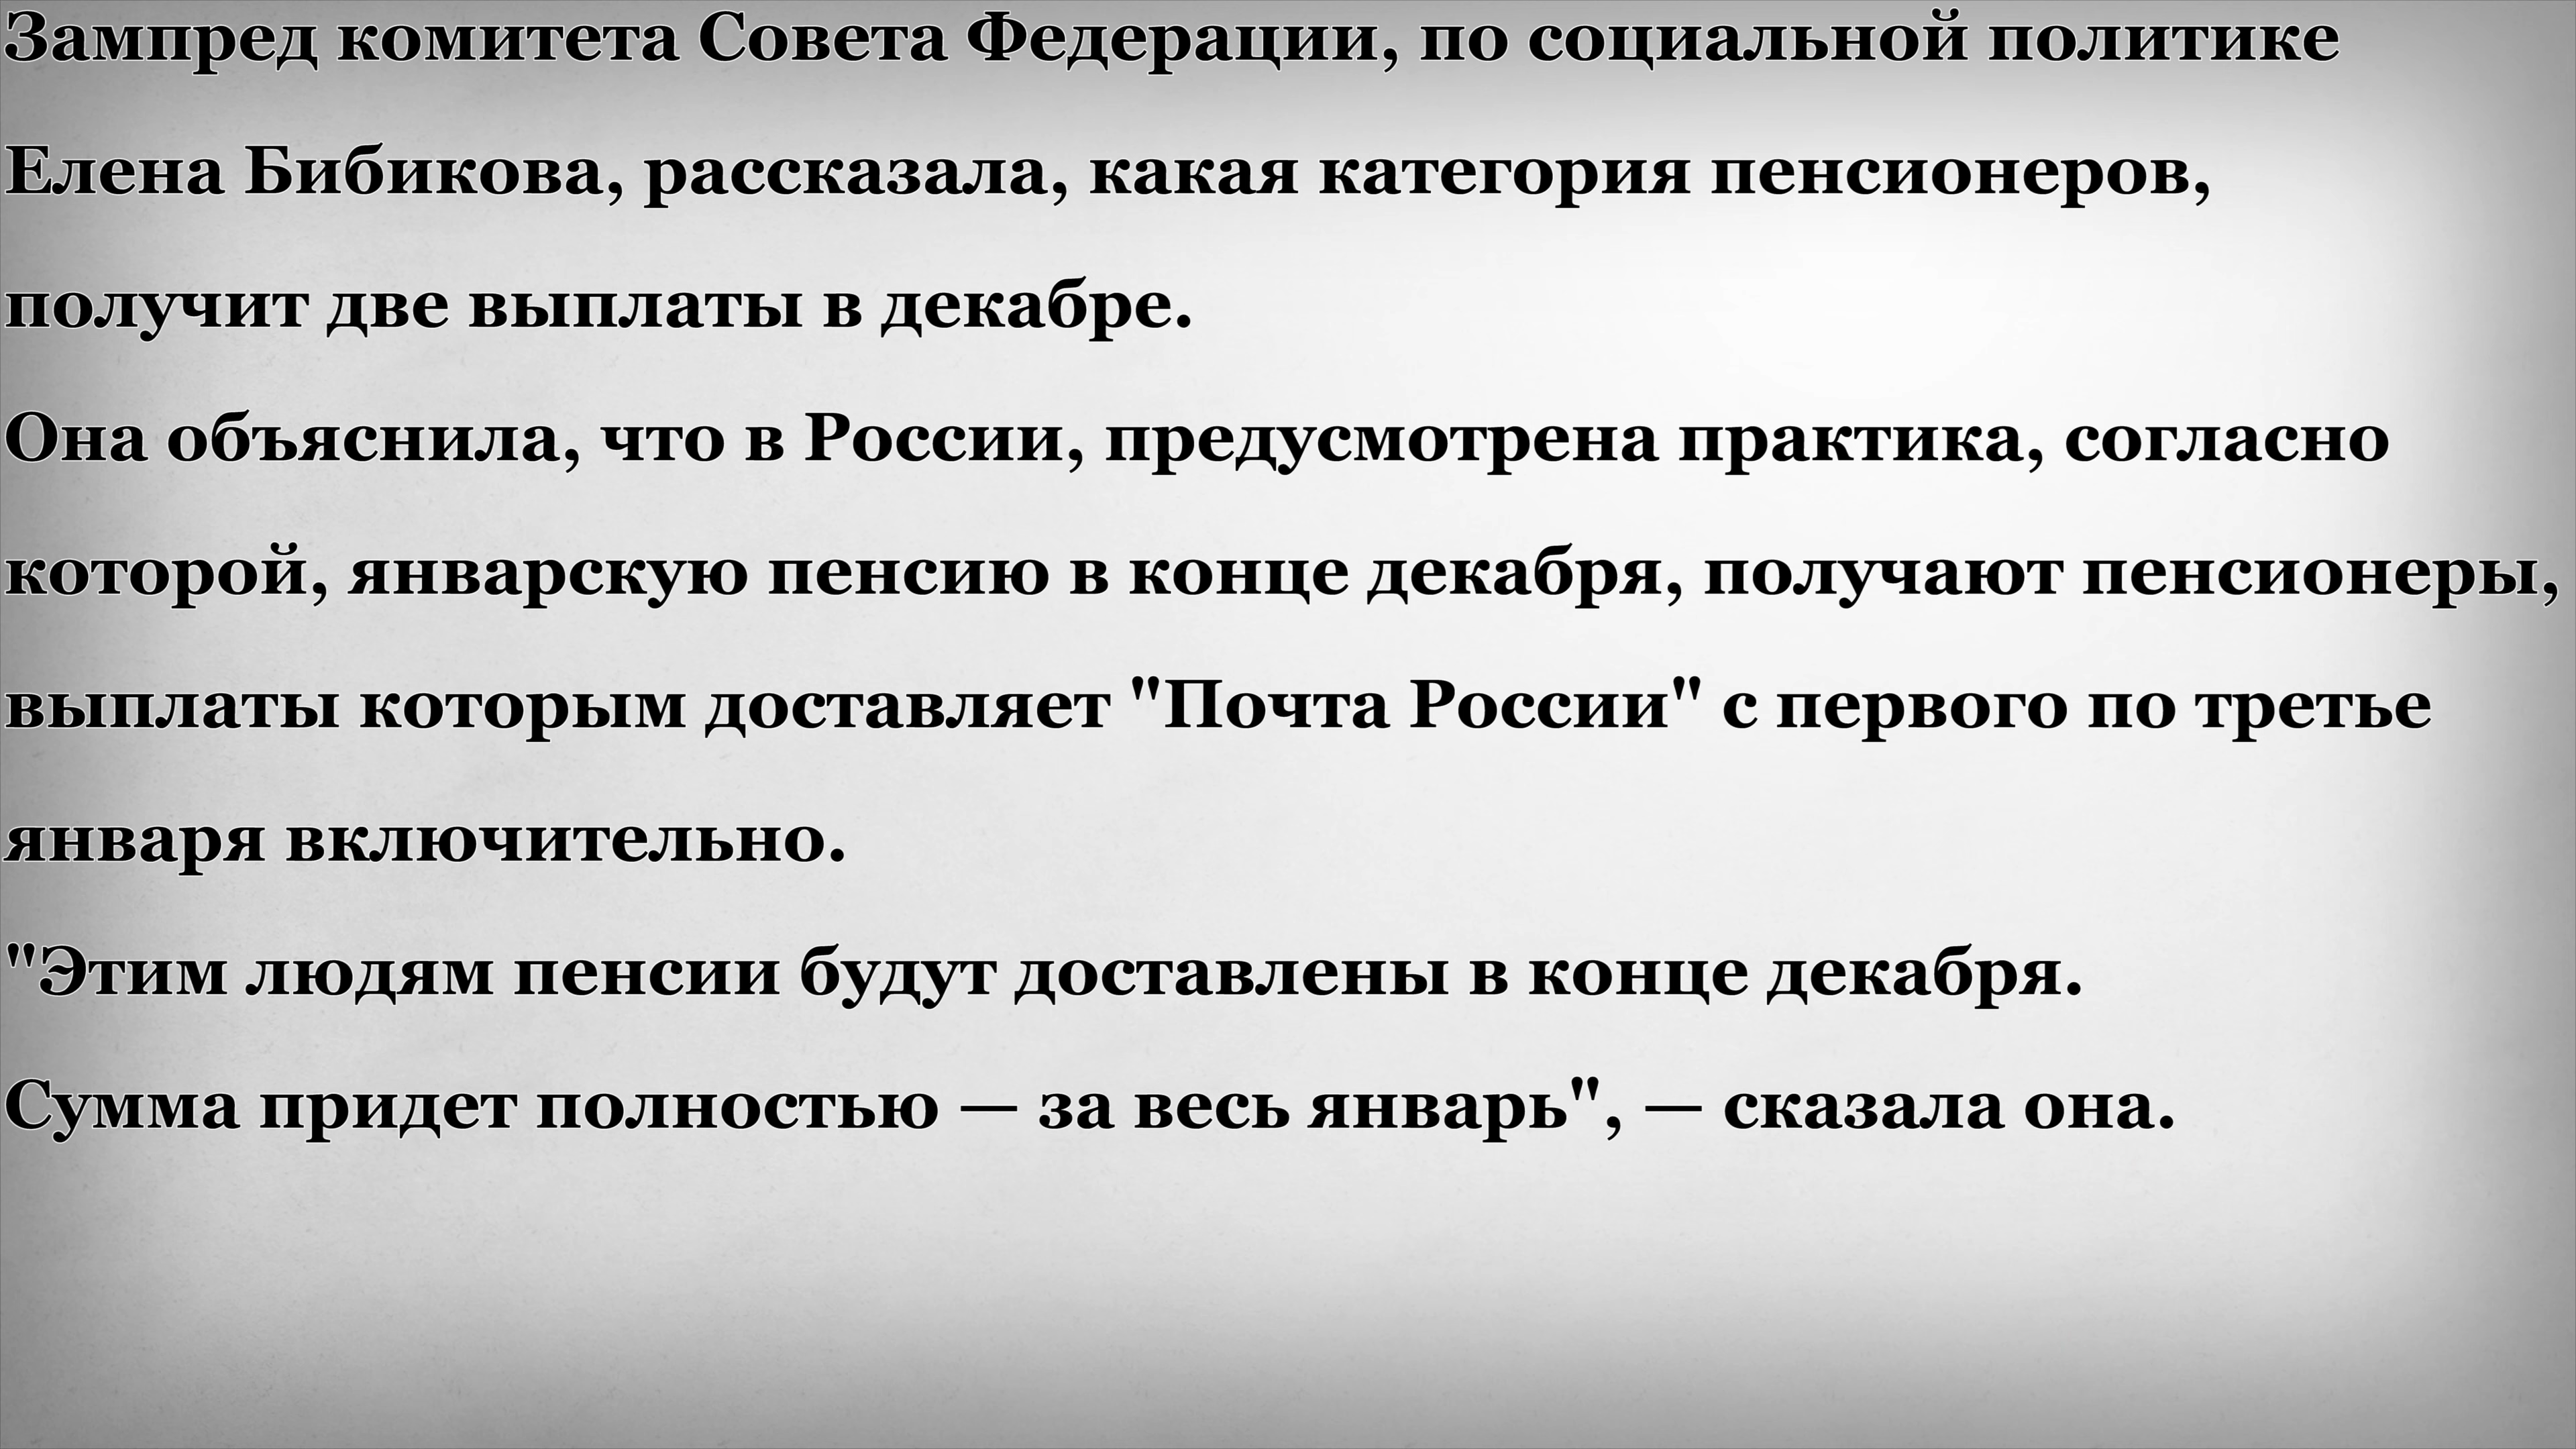 Зампред комитета Совета Федерации, по социальной политике
Елена Бибикова, рассказала, какая категория пенсионеров,
получит две выплаты в декабре.
Она объяснила, что в России, предусмотрена практика, согласно
которой, январскую пенсию в конце декабря, получают пенсионеры,
выплаты которым доставляет "Почта России" с первого по третье
января включительно.
"Этим людям пенсии будут доставлены в конце декабря.
Сумма придет полностью — за весь январь", — сказала она.